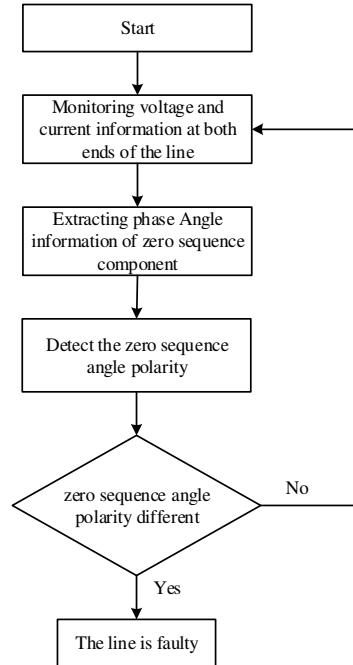 Start
Monitoring voltage and
current information at both
ends of the line
Extracting phase Angle
information of zero sequence
component
Detect the zero sequence
angle polarity
zero sequence angle
polarity different
No
Yes
The line is faulty